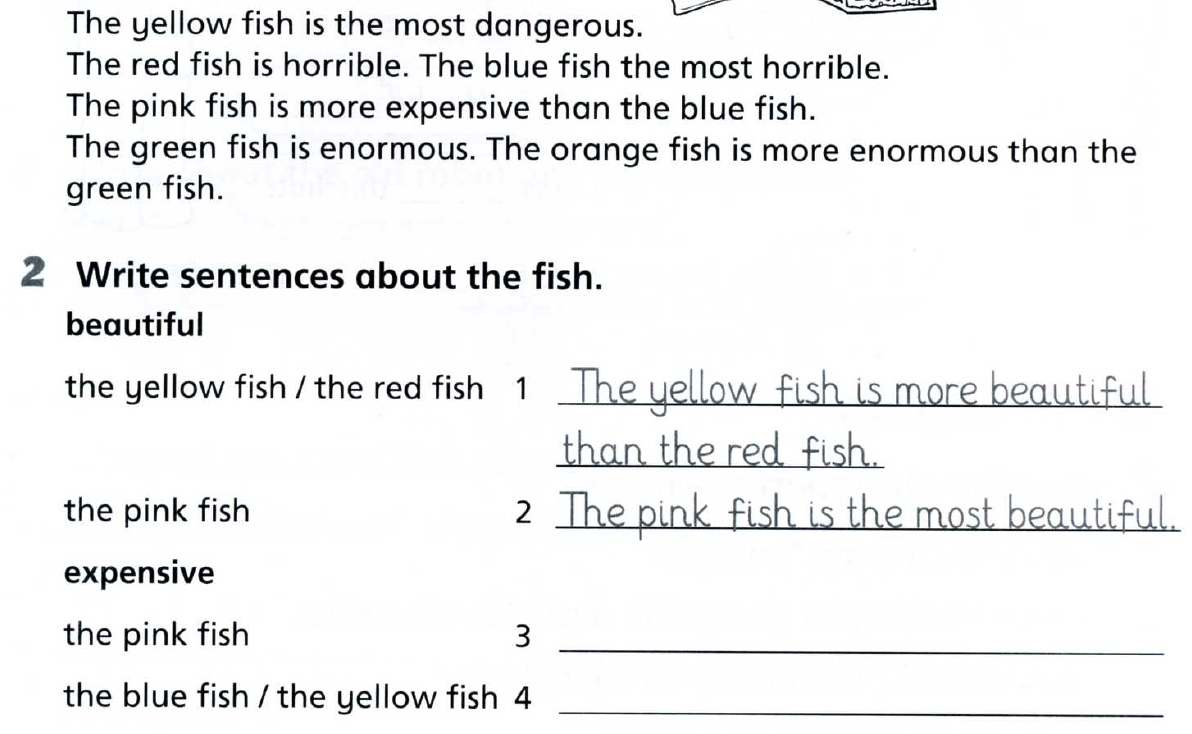 The yellow fish is the most dangerous.
The red fish is horrible. The blue fish the most horrible.
The pink fish is more expensive than the blue fish.
The green fish is enormous. The orange fish is more enormous than the
green fish.
2 Write sentences about the fish.
beautiful
the yellow fish / the red fish 1 The yellow fish is more beautiful
than the red fish.
the pink fish 2 The pink fish is the most beautiful.
expensive
the pink fish 3
the blue fish / the yellow fish 4